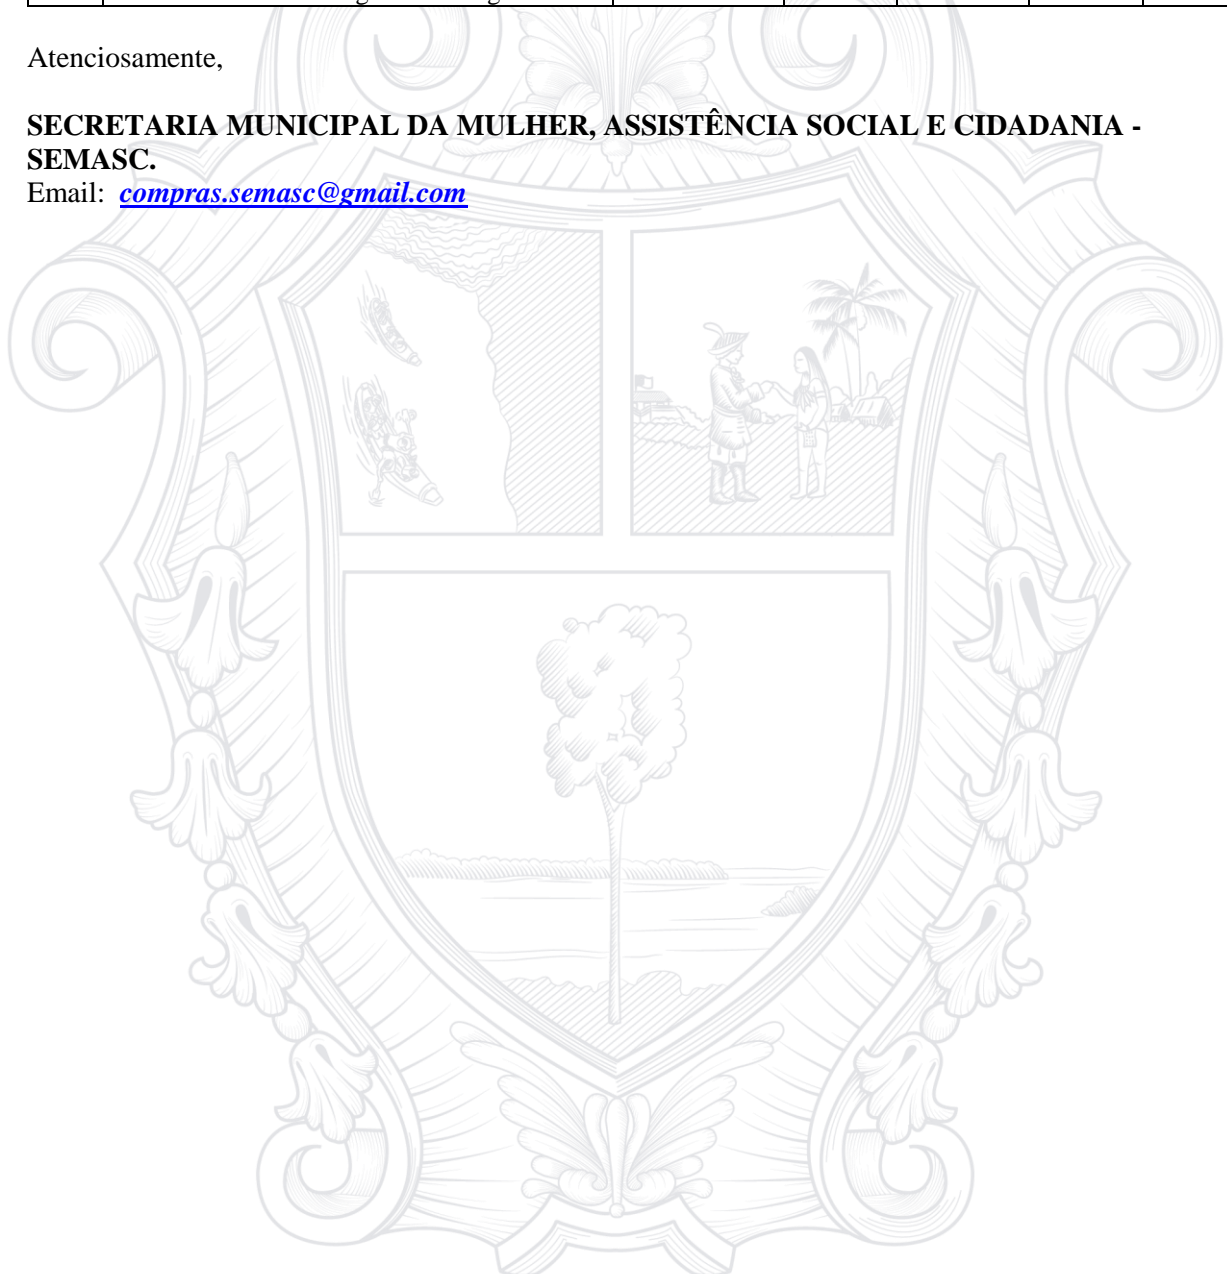 Atenciosamente,
SECRETARIA MUNICIPAL DA MULHER, ASSISTÊNCIA SOCIAL E CIDADANIA -
SEMASC.
Email: compras.semasc@gmail.com